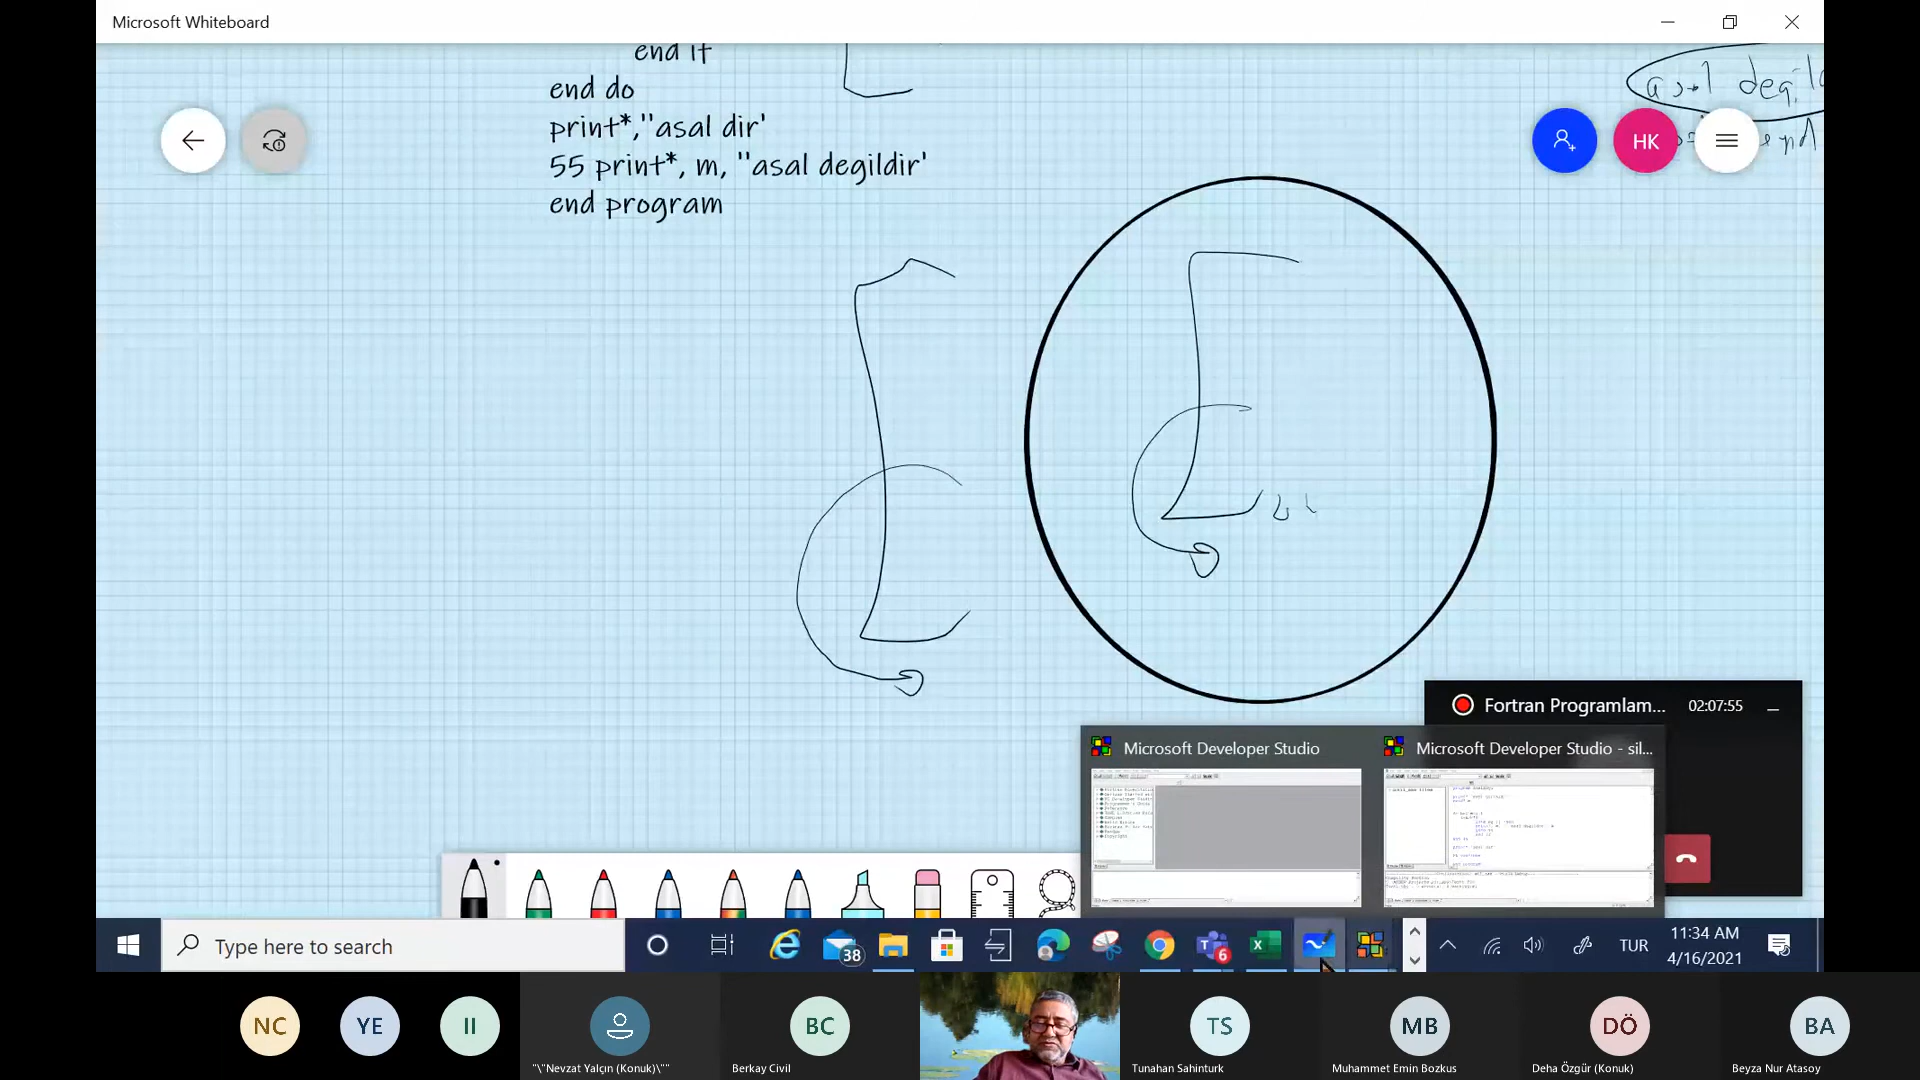 Microsoft Whiteboard
end if
end do
print*,"asal dir'
55 print*, m, "asal degildir'
end program
asal degil
end
HK
Fortran Programlam... 02:07:55
Microsoft Developer Studio
Microsoft Developer Studio - sil...
Type here to search
38
6
TUR
11:34 AM
4/16/2021
NC
YE
II
"\"Nevzat Yalçın (Konuk)\""
BC
Berkay Civil
TS
Tunahan Sahinturk
MB
Muhammet Emin Bozkus
DÖ
Deha Özgür (Konuk)
BA
Beyza Nur Atasoy